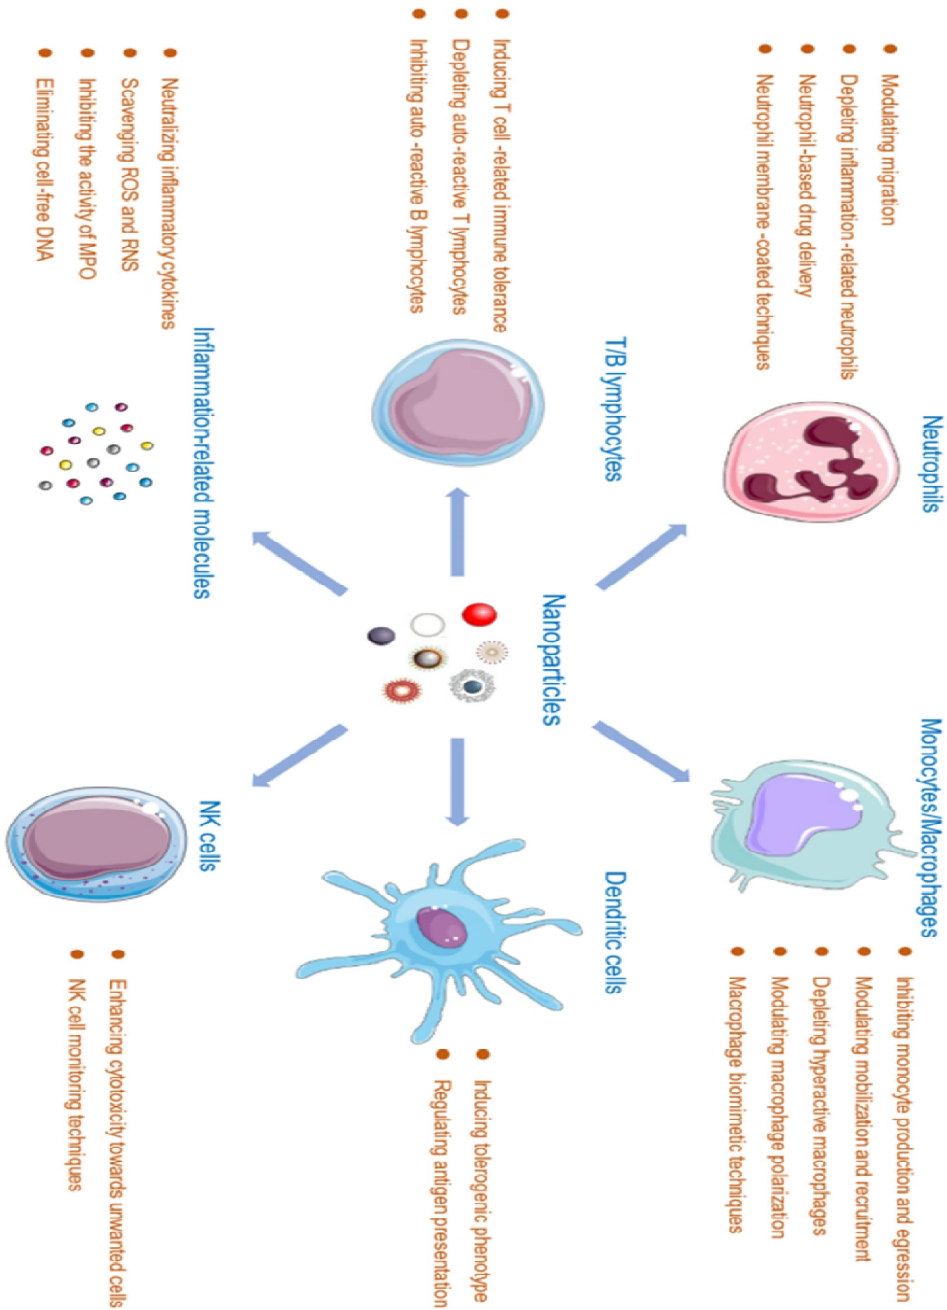 Neutrophils
Modulating migration
Depleting inflammation-related neutrophils
Neutrophil-based drug delivery
Neutrophil membrane-coated techniques
Monocytes/Macrophages
Inhibiting monocyte production and egression
Modulating mobilization and recruitment
Depleting hyperactive macrophages
Modulating macrophage polarization
Macrophage biomimetic techniques
T/B lymphocytes
Inducing T cell-related immune tolerance
Depleting auto-reactive T lymphocytes
Inhibiting auto-reactive B lymphocytes
Nanoparticles
Dendritic cells
Inducing tolerogenic phenotype
Regulating antigen presentation
Inflammation-related molecules
Neutralizing inflammatory cytokines
Scavenging ROS and RNS
Inhibiting the activity of MPO
Eliminating cell-free DNA
NK cells
Enhancing cytotoxicity towards unwanted cells
NK cell monitoring techniques